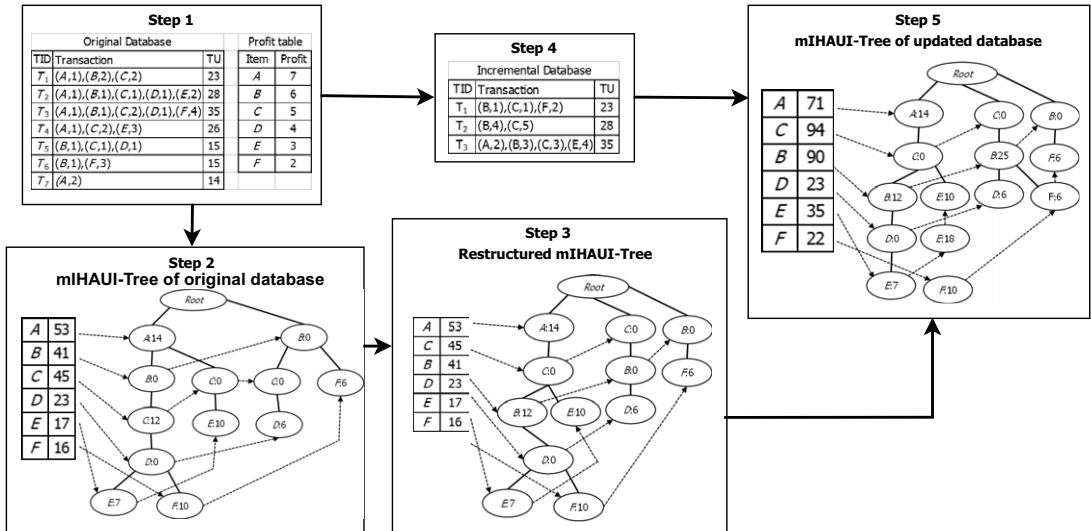 Step 1
Original Database
Profit table
TID Transaction TU
Item Profit
T1 (A,1),(B,2),(C,2) 23
A 7
T2 (A,1),(B,1),(C,1),(D,1),(E,2) 28
B 6
T3 (A,1),(B,1),(C,2),(D,1),(F,4) 35
C 5
T4 (A,1),(C,2),(E,3) 26
D 4
T5 (B,1),(C,1),(D,1) 15
E 3
T6 (B,1),(F,3) 15
F 2
T7 (A,2) 14
Step 4
Incremental Database
TID Transaction TU
T1 (B,1),(C,1),(F,2) 23
T2 (B,4),(C,5) 28
T3 (A,2),(B,3),(C,3),(E,4) 35
Step 5
mIHAUI-Tree of updated database
Root
A 71
C 94
B 90
D 23
E 35
F 22
A:14
C:0
B:0
C:0
B:25
F:6
B:12
E:10
D:6
F:6
D:0
E:18
E:7
F:10
Step 2
mIHAUI-Tree of original database
Root
A 53
B 41
C 45
D 23
E 17
F 16
A:14
B:0
B:0
C:0
C:0
F:6
C:12
E:10
D:6
D:0
E:7
F:10
Step 3
Restructured mIHAUI-Tree
Root
A 53
C 45
B 41
D 23
E 17
F 16
A:14
C:0
B:0
C:0
B:0
F:6
B:12
E:10
D:6
D:0
E:7
F:10